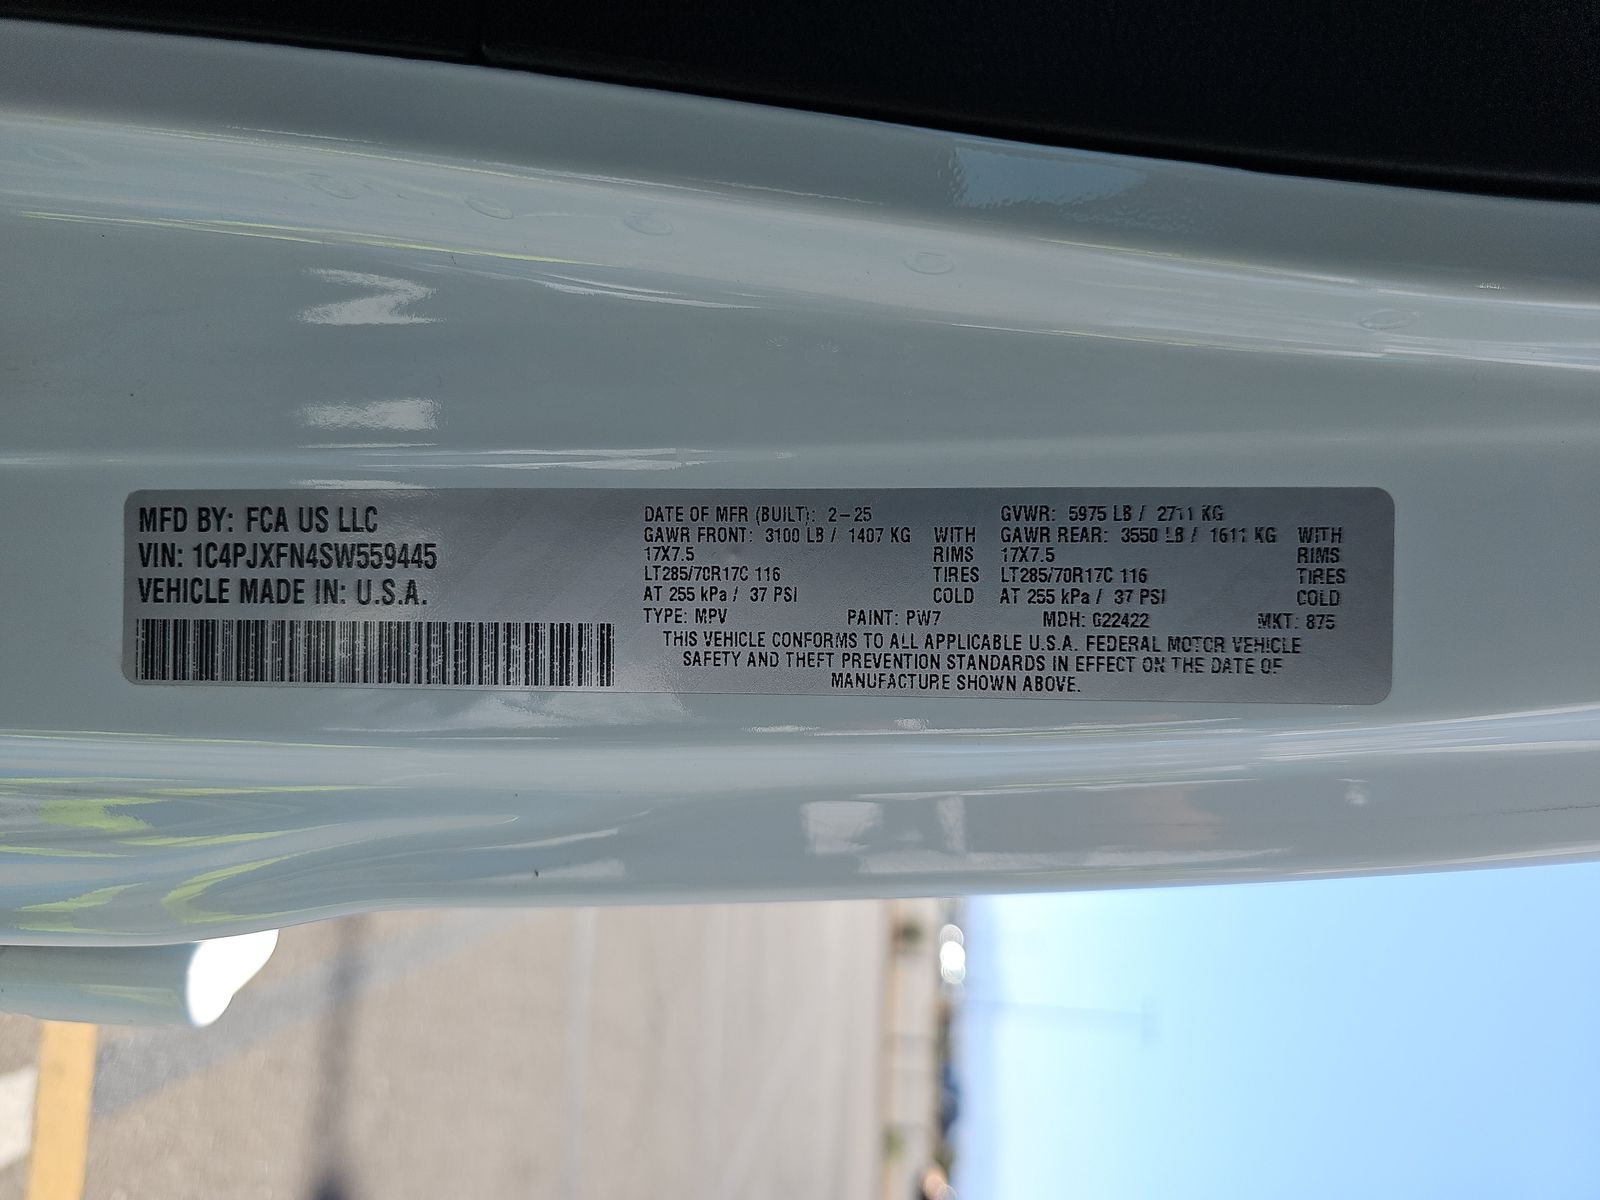 MFD BY: FCA US LLC
VIN: 1C4PJXFN4SW559445
VEHICLE MADE IN: U.S.A.
DATE OF MFR (BUILT): 2-25 GVWR: 5975 LB / 2711 KG
GAWR FRONT: 3100 LB / 1407 KG WITH GAWR REAR: 3550 LB / 1611 KG WITH
17X7.5 RIMS 17X7.5 RIMS
LT285/70R17C 116 TIRES LT285/70R17C 116 TIRES
AT 255 kPa / 37 PSI COLD AT 255 kPa / 37 PSI COLD
TYPE: MPV PAINT: PW7 MDH: 022422 MKT: 875
THIS VEHICLE CONFORMS TO ALL APPLICABLE U.S.A. FEDERAL MOTOR VEHICLE
SAFETY AND THEFT PREVENTION STANDARDS IN EFFECT ON THE DATE OF
MANUFACTURE SHOWN ABOVE.